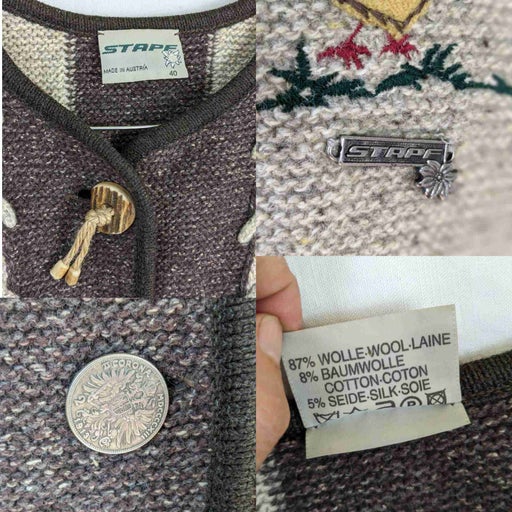 STAPF
MADE IN AUSTRIA
40
STAPF
87% WOLLE·WOOL·LAINE
8% BAUMWOLLE
COTTON·COTON
5% SEIDE·SILK·SOIE